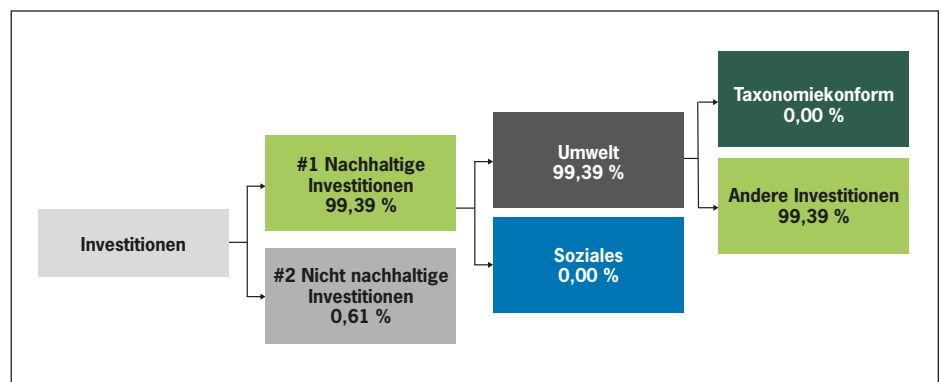 Investitionen
#1 Nachhaltige
Investitionen
99,39 %
#2 Nicht nachhaltige
Investitionen
0,61 %
Umwelt
99,39 %
Soziales
0,00 %
Taxonomiekonform
0,00 %
Andere Investitionen
99,39 %